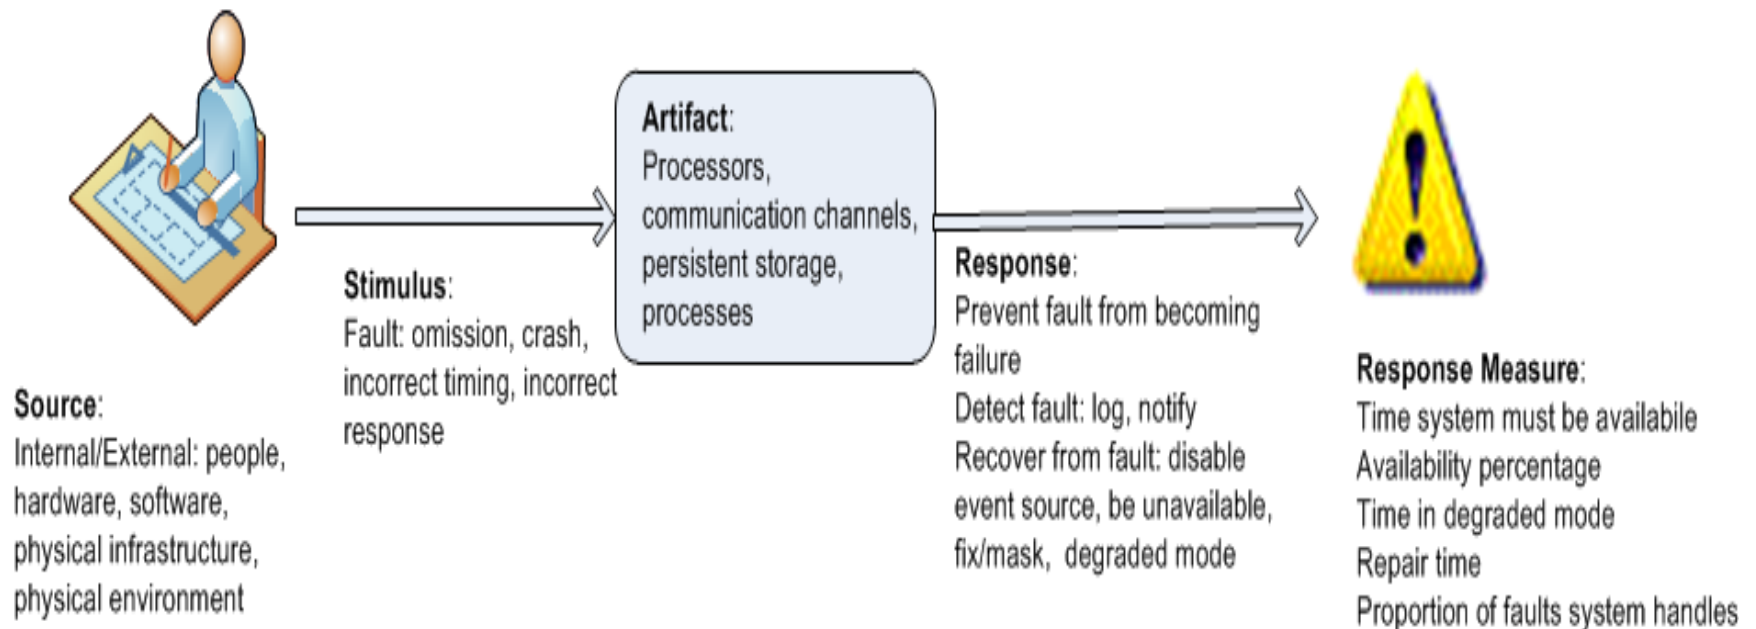 Source:
Internal/External: people,
hardware, software,
physical infrastructure,
physical environment
Stimulus:
Fault: omission, crash,
incorrect timing, incorrect
response
Artifact:
Processors,
communication channels,
persistent storage,
processes
Response:
Prevent fault from becoming
failure
Detect fault: log, notify
Recover from fault: disable
event source, be unavailable,
fix/mask, degraded mode
Response Measure:
Time system must be availabile
Availability percentage
Time in degraded mode
Repair time
Proportion of faults system handles